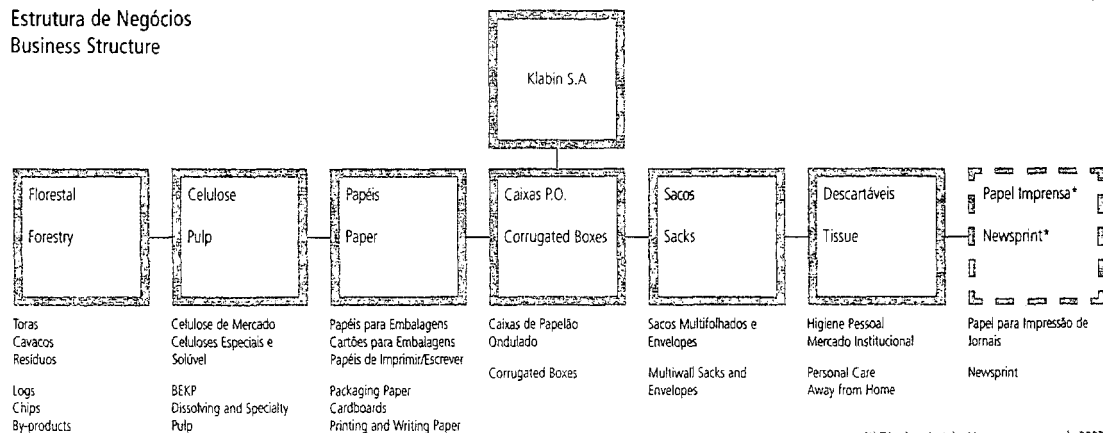 Estrutura de Negócios
Business Structure
Klabin S.A
Florestal
Forestry
Celulose
Pulp
Papéis
Paper
Caixas P.O.
Corrugated Boxes
Sacos
Sacks
Descartáveis
Tissue
Papel Imprensa*
Newsprint*
Toras
Cavacos
Resíduos
Logs
Chips
By-products
Celulose de Mercado
Celuloses Especiais e
Solúvel
BEKP
Dissolving and Specialty
Pulp
Papéis para Embalagens
Cartões para Embalagens
Papéis de Imprimir/Escrever
Packaging Paper
Cardboards
Printing and Writing Paper
Caixas de Papelão
Ondulado
Corrugated Boxes
Sacos Multifolhados e
Envelopes
Multiwall Sacks and
Envelopes
Higiene Pessoal
Mercado Institucional
Personal Care
Away from Home
Papel para Impressão de
Jornais
Newsprint